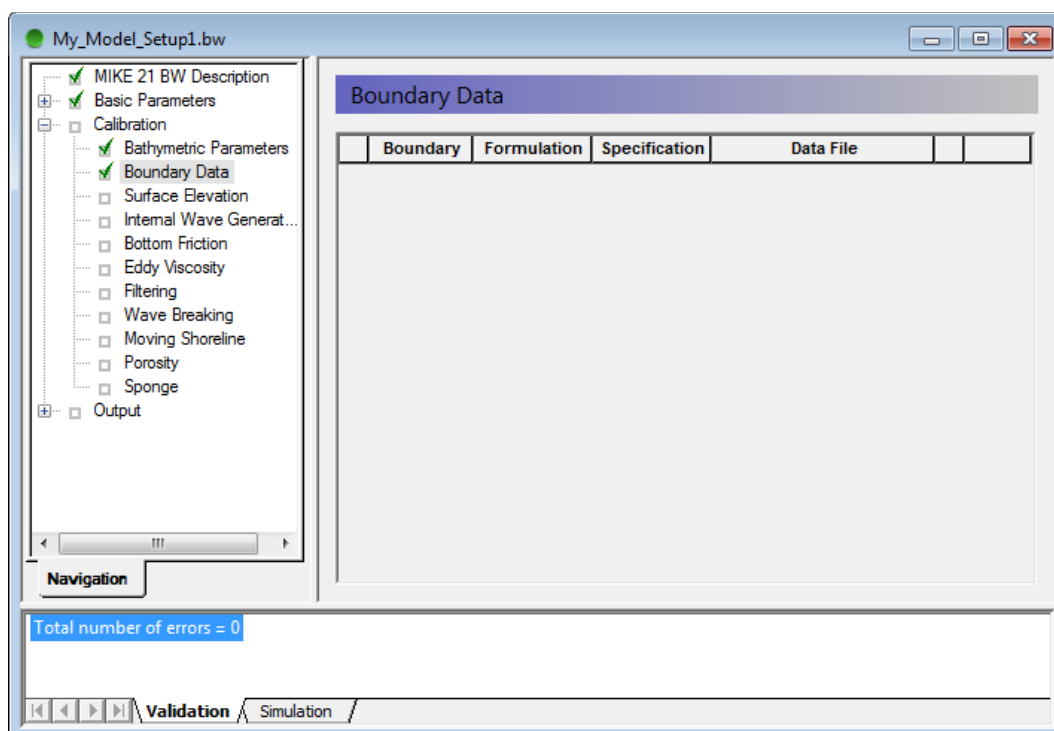 My_Model_Setup1.bw
MIKE 21 BW Description
Basic Parameters
Calibration
Bathymetric Parameters
Boundary Data
Surface Elevation
Internal Wave Generat...
Bottom Friction
Eddy Viscosity
Filtering
Wave Breaking
Moving Shoreline
Porosity
Sponge
Output
Navigation
Boundary Data
Boundary Formulation Specification Data File
Total number of errors = 0
Validation Simulation